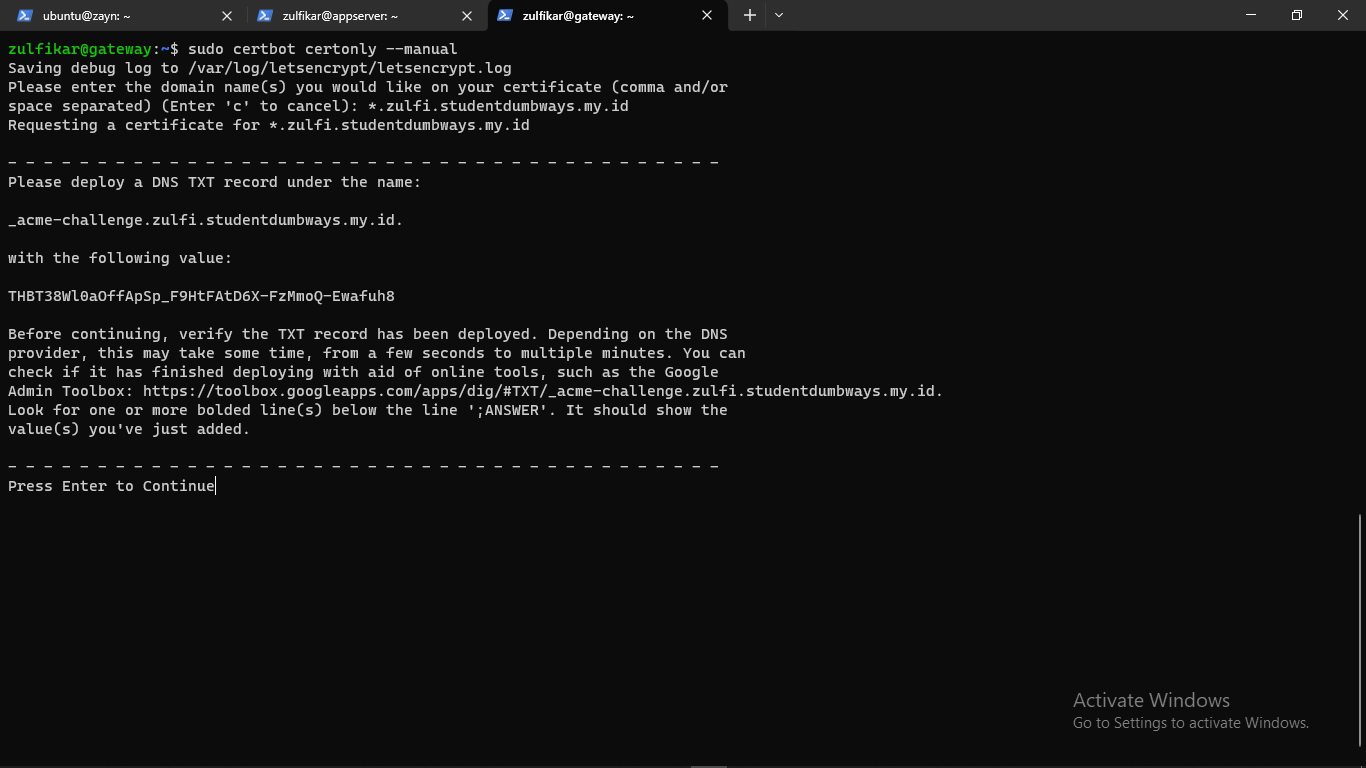 ubuntu@zayn: ~
zulfikar@appserver: ~
zulfikar@gateway: ~
zulfikar@gateway:~$ sudo certbot certonly --manual
Saving debug log to /var/log/letsencrypt/letsencrypt.log
Please enter the domain name(s) you would like on your certificate (comma and/or
space separated) (Enter 'c' to cancel): *.zulfi.studentdumbways.my.id
Requesting a certificate for *.zulfi.studentdumbways.my.id
- - - - - - - - - - - - - - - - - - - - - - - - - - - - - - - - - - - - - - - -
Please deploy a DNS TXT record under the name:
_acme-challenge.zulfi.studentdumbways.my.id.
with the following value:
THBT38Wl0aOffApSp_F9HtFAtD6X-FzMmoQ-Ewafuh8
Before continuing, verify the TXT record has been deployed. Depending on the DNS
provider, this may take some time, from a few seconds to multiple minutes. You can
check if it has finished deploying with aid of online tools, such as the Google
Admin Toolbox: https://toolbox.googleapps.com/apps/dig/#TXT/_acme-challenge.zulfi.studentdumbways.my.id.
Look for one or more bolded line(s) below the line ';ANSWER'. It should show the
value(s) you've just added.
- - - - - - - - - - - - - - - - - - - - - - - - - - - - - - - - - - - - - - - -
Press Enter to Continue
Activate Windows
Go to Settings to activate Windows.